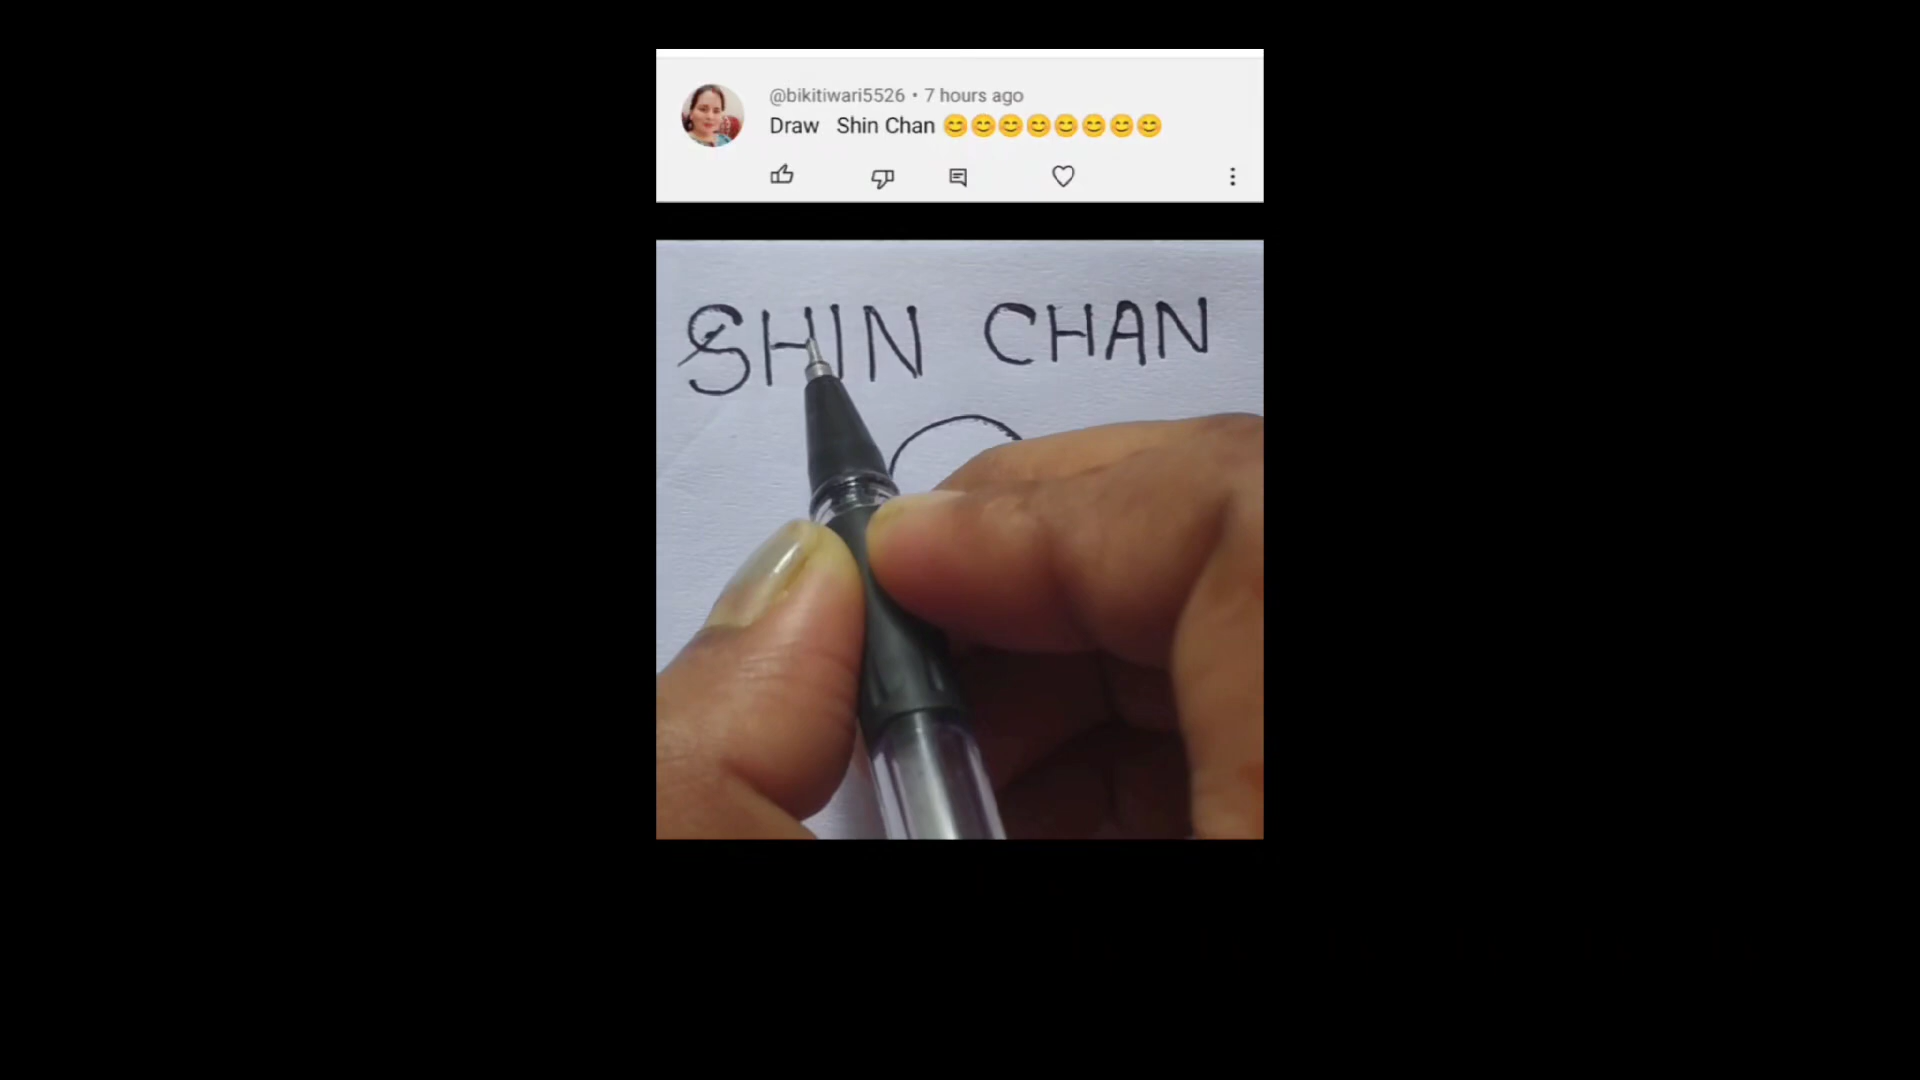 @bikitiwari5526 • 7 hours ago
Draw Shin Chan 😊😊😊😊😊😊😊😊
SHIN CHAN